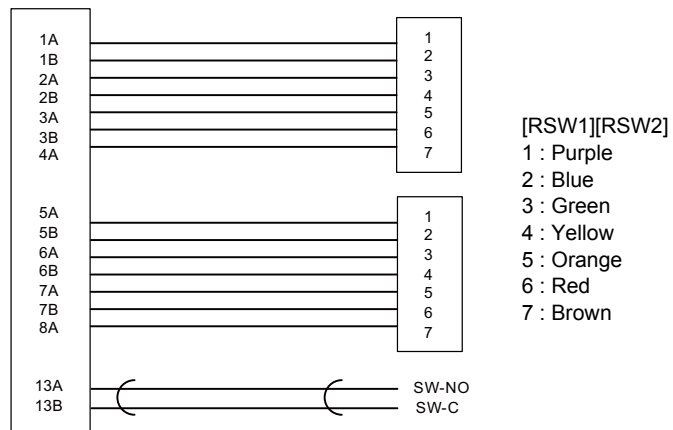 1A
1B
2A
2B
3A
3B
4A
1
2
3
4
5
6
7
5A
5B
6A
6B
7A
7B
8A
1
2
3
4
5
6
7
13A
13B
SW-NO
SW-C
[RSW1][RSW2]
1 : Purple
2 : Blue
3 : Green
4 : Yellow
5 : Orange
6 : Red
7 : Brown